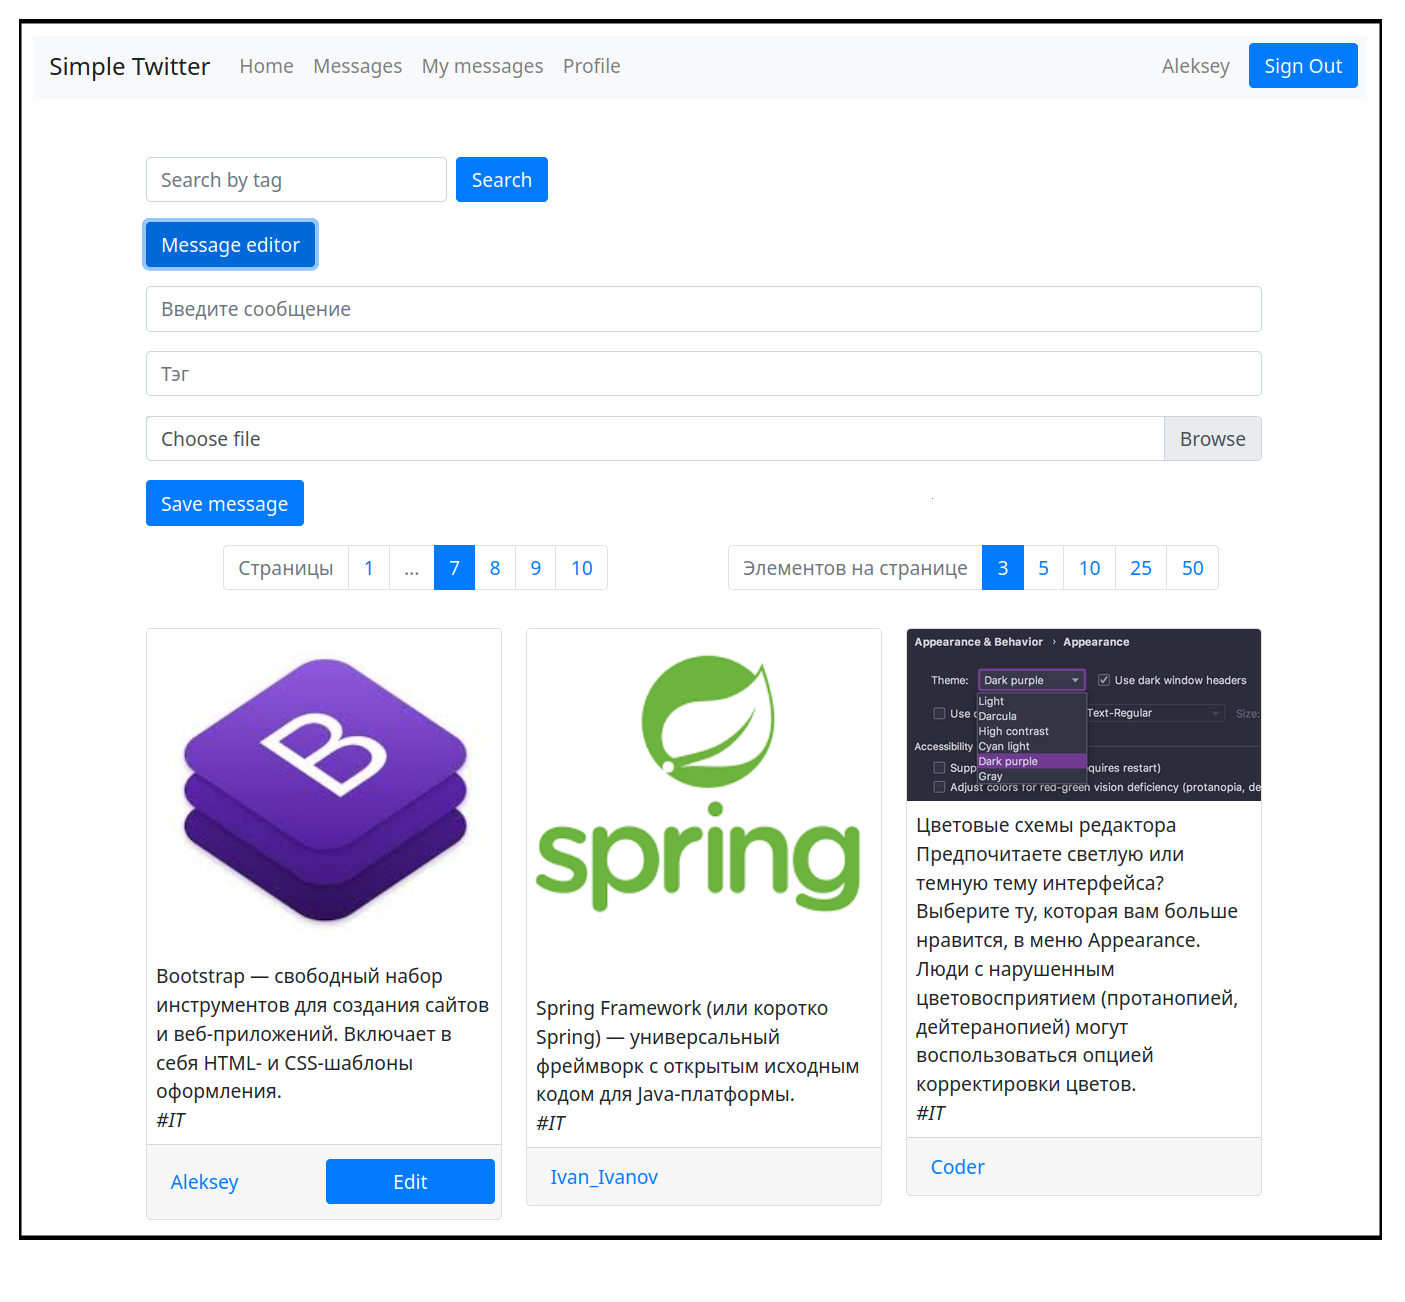 Simple Twitter Home Messages My messages Profile Aleksey Sign Out
Search by tag Search
Message editor
Введите сообщение
Тэг
Choose file Browse
Save message
Страницы 1 ... 7 8 9 10 Элементов на странице 3 5 10 25 50
B
Bootstrap — свободный набор
инструментов для создания сайтов
и веб-приложений. Включает в
себя HTML- и CSS-шаблоны
оформления.
#IT
Aleksey Edit
spring
Spring Framework (или коротко
Spring) — универсальный
фреймворк с открытым исходным
кодом для Java-платформы.
#IT
Ivan_Ivanov
Appearance & Behavior › Appearance
Theme: Dark purple Use dark window headers
Light
Use Text-Regular Size:
Darcula
High contrast
Accessibility Cyan light
Dark purple
Supp quires restart)
Gray
Adjust colors for red-green vision deficiency (protanopia, de
Цветовые схемы редактора
Предпочитаете светлую или
темную тему интерфейса?
Выберите ту, которая вам больше
нравится, в меню Appearance.
Люди с нарушенным
цветовосприятием (протанопией,
дейтеранопией) могут
воспользоваться опцией
корректировки цветов.
#IT
Coder